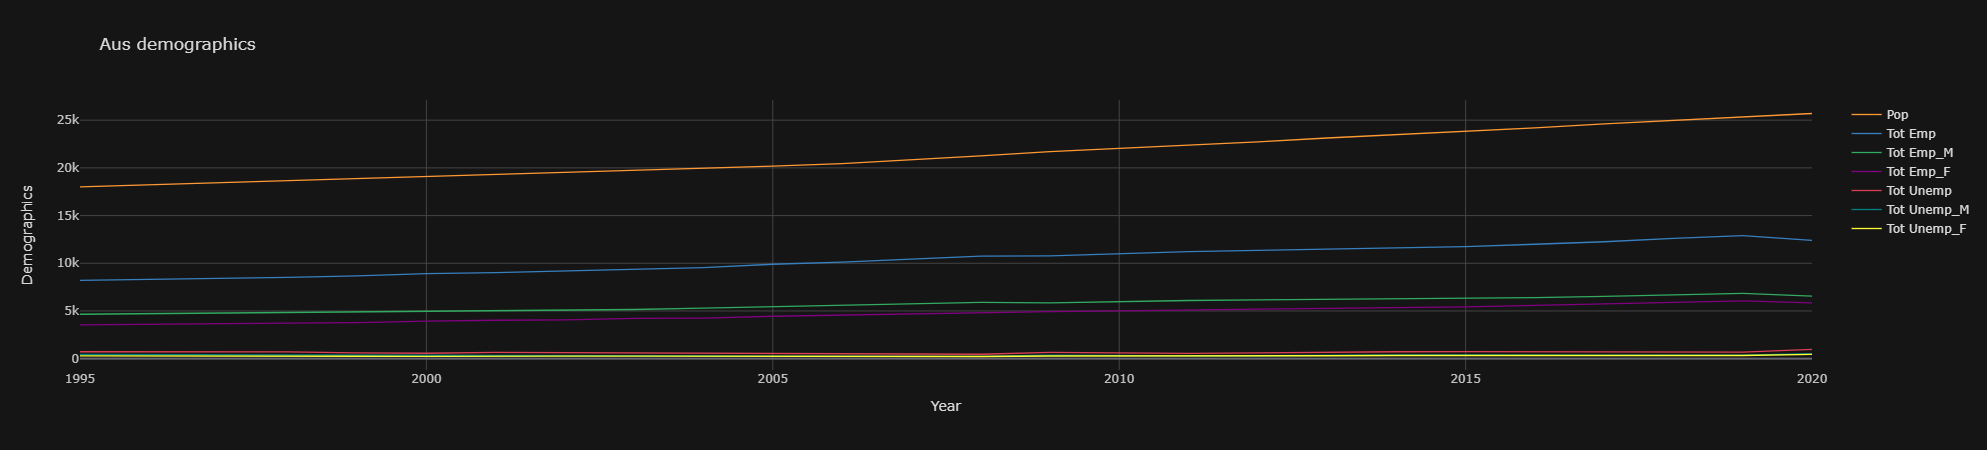 Aus demographics
25k
20k
15k
10k
5k
0
Demographics
1995 2000 2005 2010 2015 2020
Year
Pop
Tot Emp
Tot Emp_M
Tot Emp_F
Tot Unemp
Tot Unemp_M
Tot Unemp_F